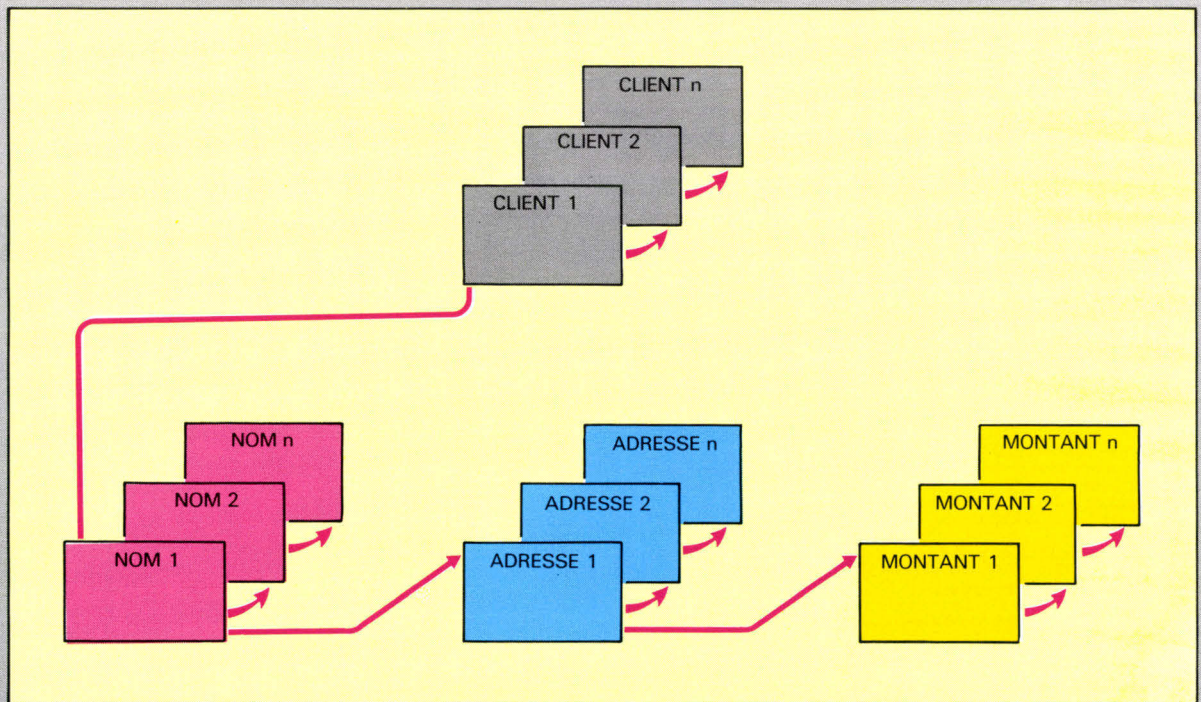 CLIENT n
CLIENT 2
CLIENT 1
NOM n
NOM 2
NOM 1
ADRESSE n
ADRESSE 2
ADRESSE 1
MONTANT n
MONTANT 2
MONTANT 1